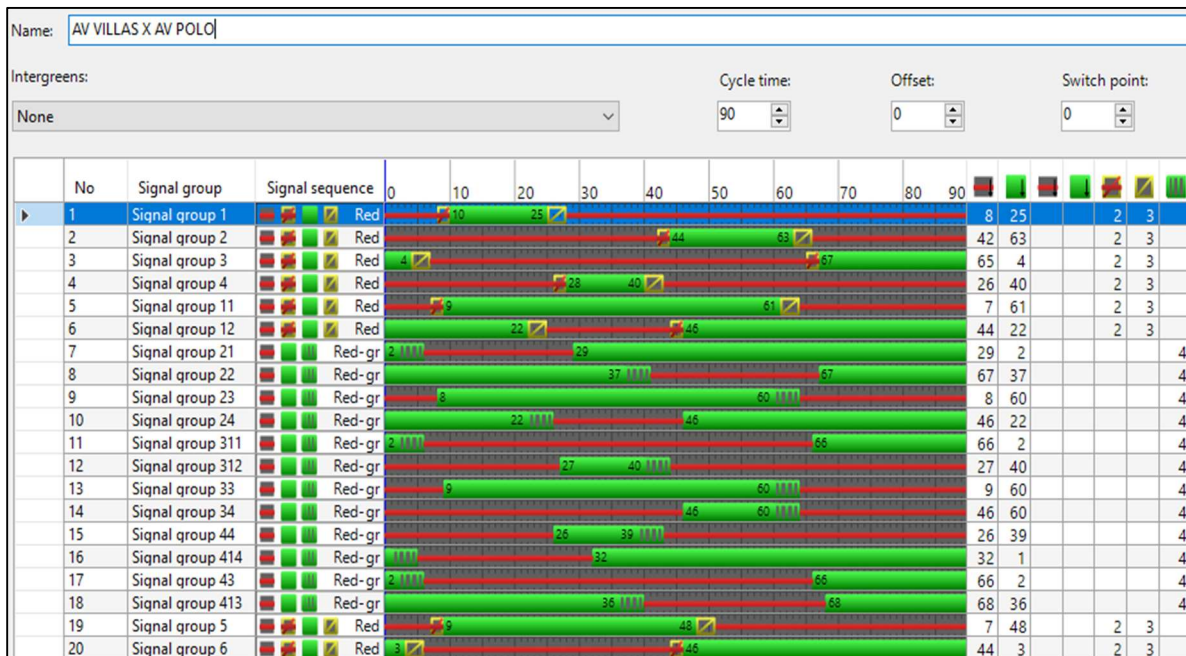 Name: AV VILLAS X AV POLO
Intergreens: Cycle time: Offset: Switch point:
None 90 0 0
No Signal group Signal sequence 0 10 20 30 40 50 60 70 80 90
1 Signal group 1 Red 10 25 8 25 2 3
2 Signal group 2 Red 44 63 42 63 2 3
3 Signal group 3 Red 4 67 65 4 2 3
4 Signal group 4 Red 28 40 26 40 2 3
5 Signal group 11 Red 9 61 7 61 2 3
6 Signal group 12 Red 22 46 44 22 2 3
7 Signal group 21 Red-gr 2 29 29 2 4
8 Signal group 22 Red-gr 37 67 67 37 4
9 Signal group 23 Red-gr 8 60 8 60 4
10 Signal group 24 Red-gr 22 46 46 22 4
11 Signal group 311 Red-gr 2 66 66 2 4
12 Signal group 312 Red-gr 27 40 27 40 4
13 Signal group 33 Red-gr 9 60 9 60 4
14 Signal group 34 Red-gr 46 60 46 60 4
15 Signal group 44 Red-gr 26 39 26 39 4
16 Signal group 414 Red-gr 32 32 1 4
17 Signal group 43 Red-gr 2 66 66 2 4
18 Signal group 413 Red-gr 36 68 68 36 4
19 Signal group 5 Red 9 48 7 48 2 3
20 Signal group 6 Red 3 46 44 3 2 3